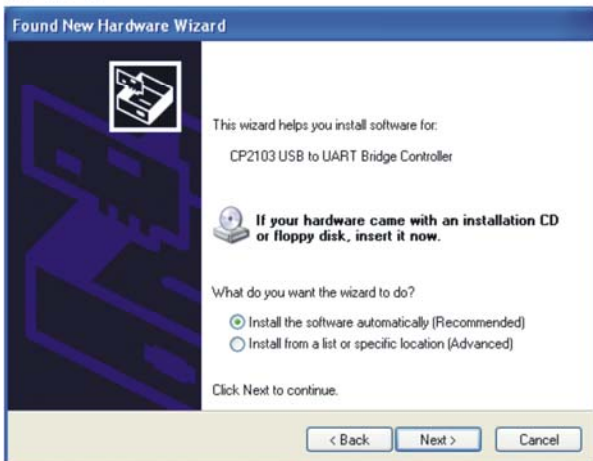 Found New Hardware Wizard
This wizard helps you install software for:
CP2103 USB to UART Bridge Controller
If your hardware came with an installation CD
or floppy disk, insert it now.
What do you want the wizard to do?
Install the software automatically (Recommended)
Install from a list or specific location (Advanced)
Click Next to continue.
< Back Next > Cancel